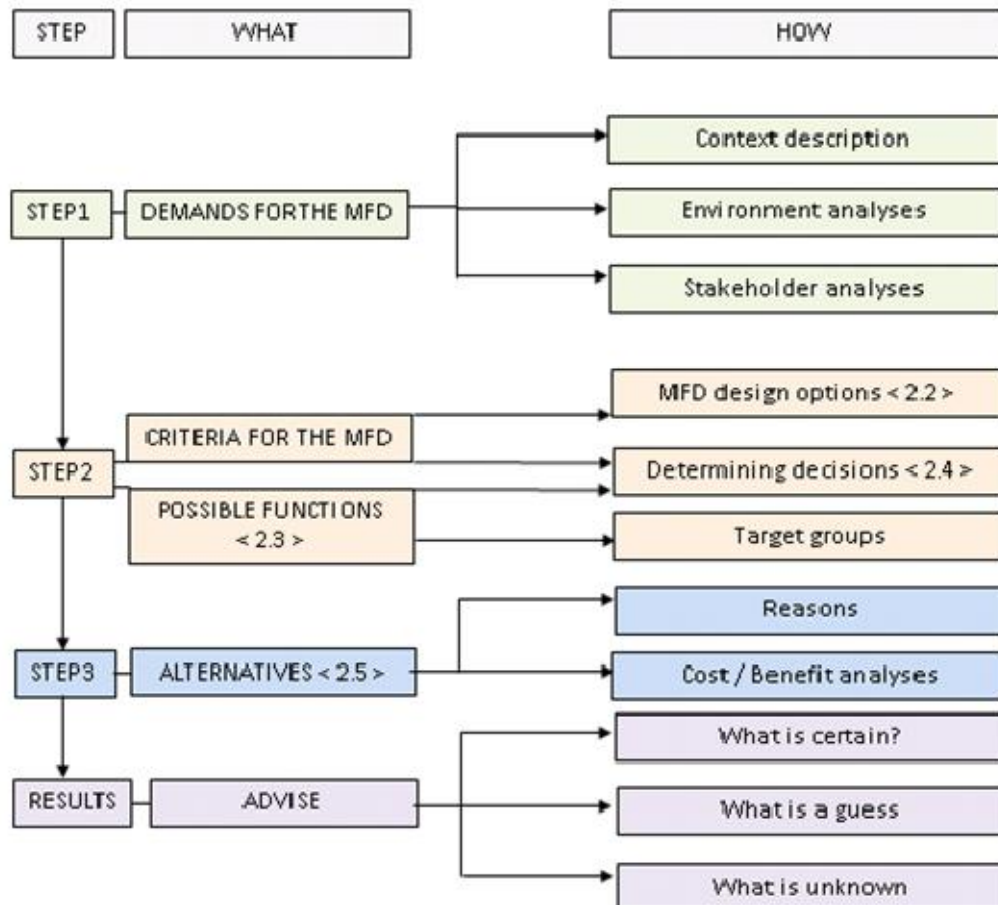 STEP
WHAT
HOW
Context description
STEP1
DEMANDS FORTHE MFD
Environment analyses
Stakeholder analyses
MFD design options < 2.2 >
CRITERIA FOR THE MFD
STEP2
Determining decisions < 2.4 >
POSSIBLE FUNCTIONS
< 2.3 >
Target groups
Reasons
STEP3
ALTERNATIVES < 2.5 >
Cost / Benefit analyses
What is certain?
RESULTS
ADVISE
What is a guess
What is unknown